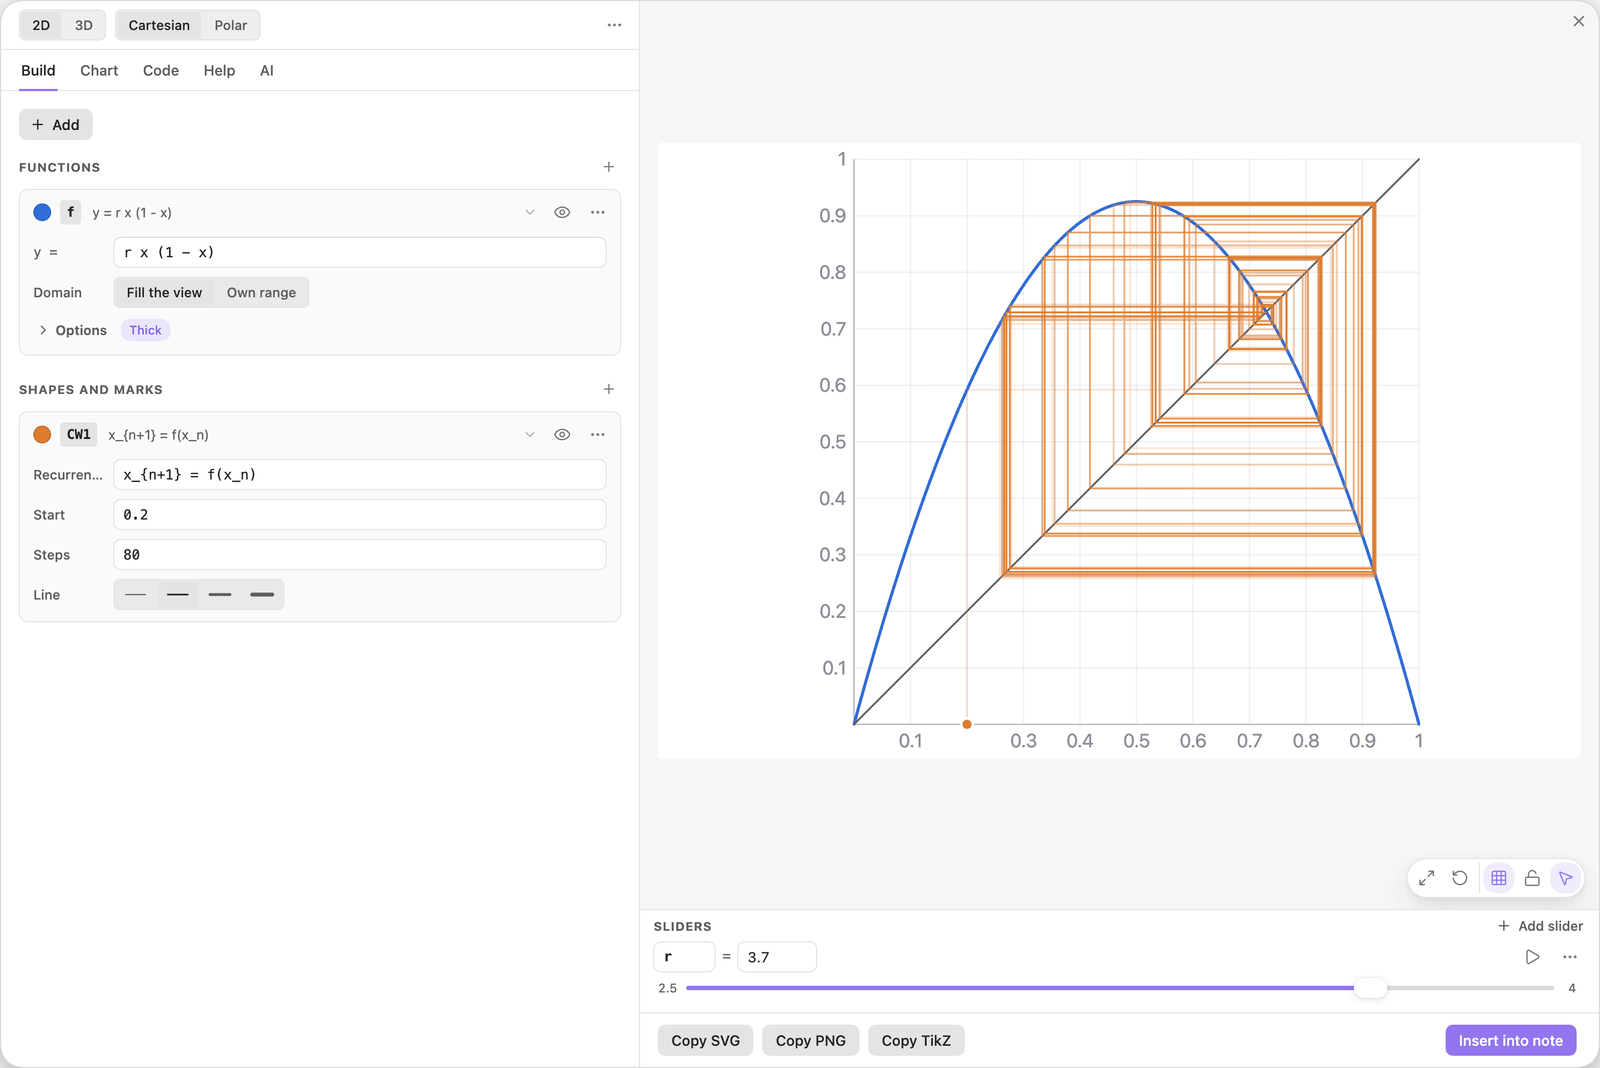 2D 3D Cartesian Polar
Build Chart Code Help AI
+ Add
FUNCTIONS
f y = r x (1 - x)
y = r x (1 − x)
Domain Fill the view Own range
Options Thick
SHAPES AND MARKS
CW1 x_{n+1} = f(x_n)
Recurren... x_{n+1} = f(x_n)
Start 0.2
Steps 80
Line
1
0.9
0.8
0.7
0.6
0.5
0.4
0.3
0.2
0.1
0.1 0.3 0.4 0.5 0.6 0.7 0.8 0.9 1
SLIDERS + Add slider
r = 3.7
2.5 4
Copy SVG Copy PNG Copy TikZ Insert into note